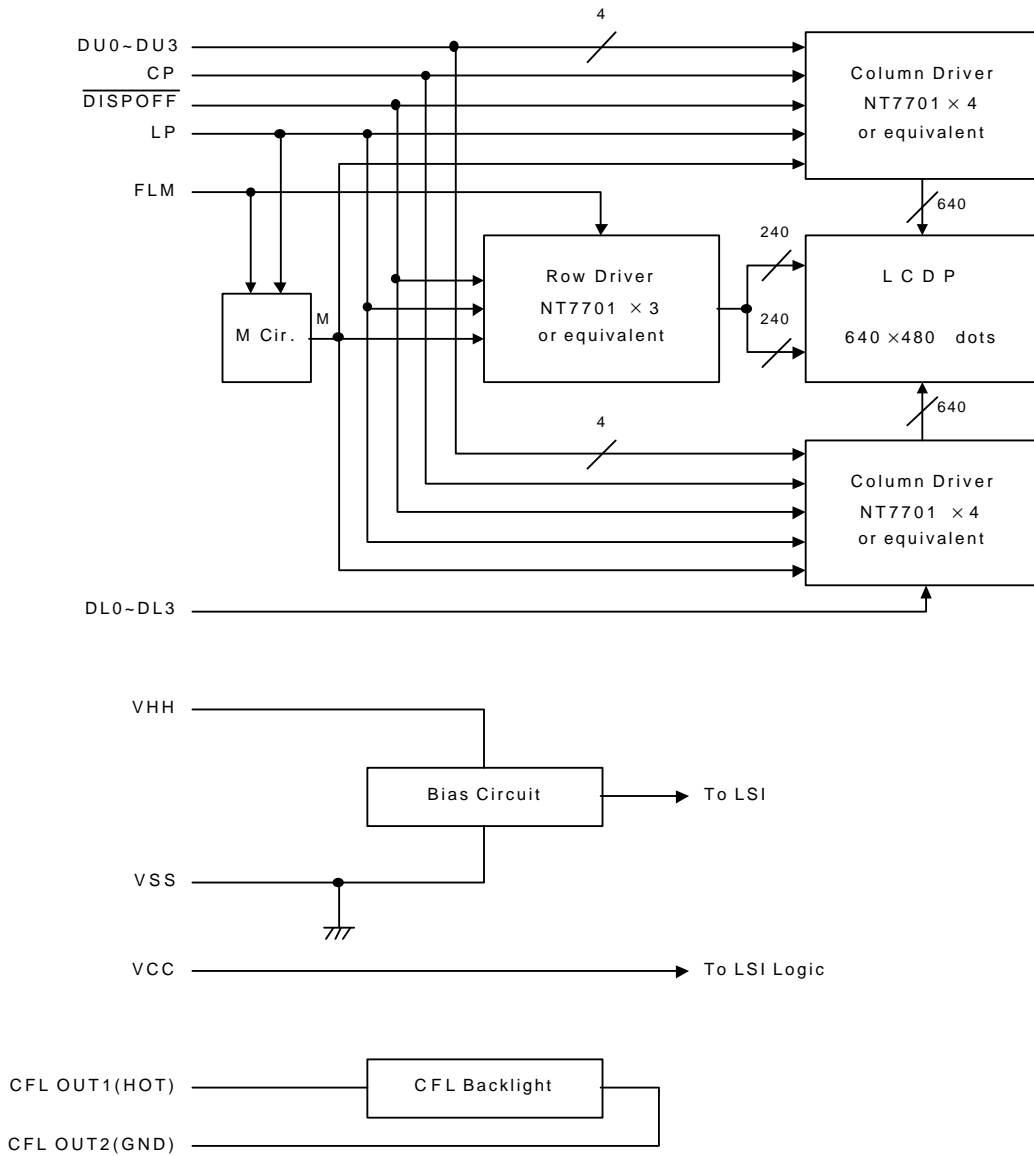 4
DU0~DU3
CP
DISPOFF
LP
FLM
Column Driver
NT7701 × 4
or equivalent
640
240
Row Driver
NT7701 × 3
or equivalent
LCDP
640 × 480 dots
M
M Cir.
240
640
4
Column Driver
NT7701 × 4
or equivalent
DL0~DL3
VHH
Bias Circuit
To LSI
VSS
VCC
To LSI Logic
CFL OUT1(HOT)
CFL Backlight
CFL OUT2(GND)